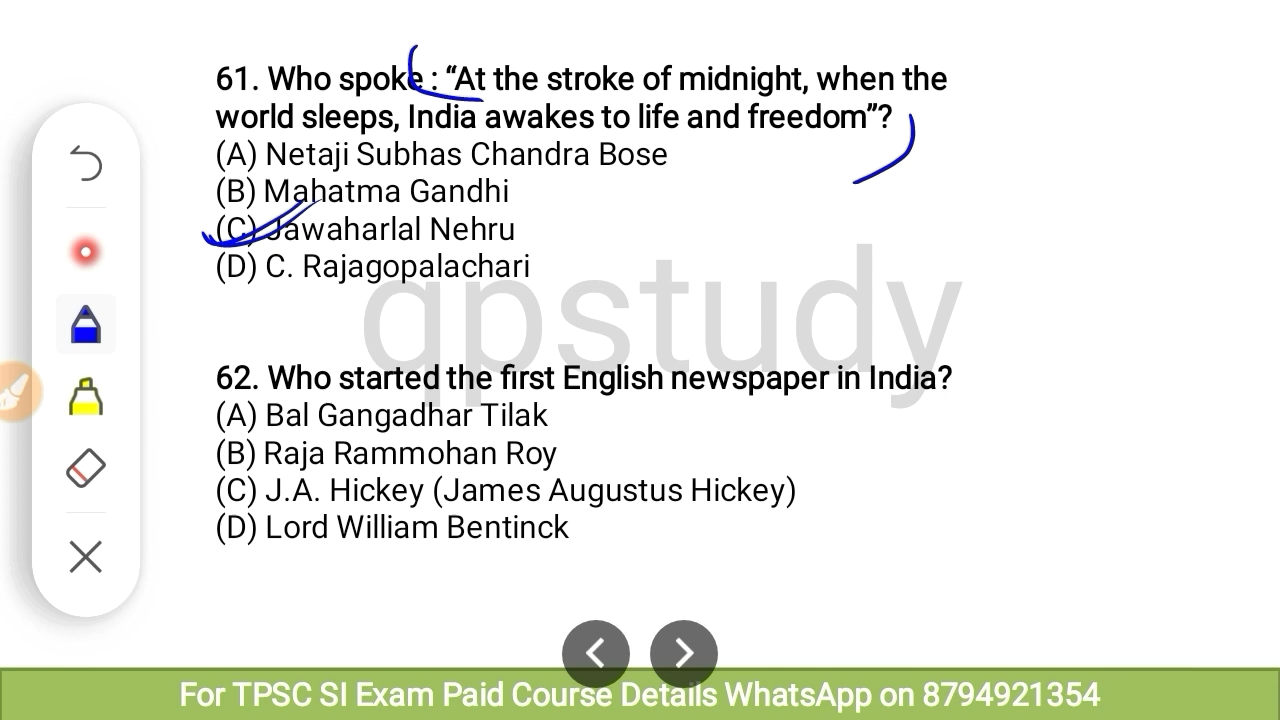 61. Who spoke : “At the stroke of midnight, when the
world sleeps, India awakes to life and freedom”?
(A) Netaji Subhas Chandra Bose
(B) Mahatma Gandhi
(C) Jawaharlal Nehru
(D) C. Rajagopalachari
qpstudy
62. Who started the first English newspaper in India?
(A) Bal Gangadhar Tilak
(B) Raja Rammohan Roy
(C) J.A. Hickey (James Augustus Hickey)
(D) Lord William Bentinck
For TPSC SI Exam Paid Course Details WhatsApp on 8794921354